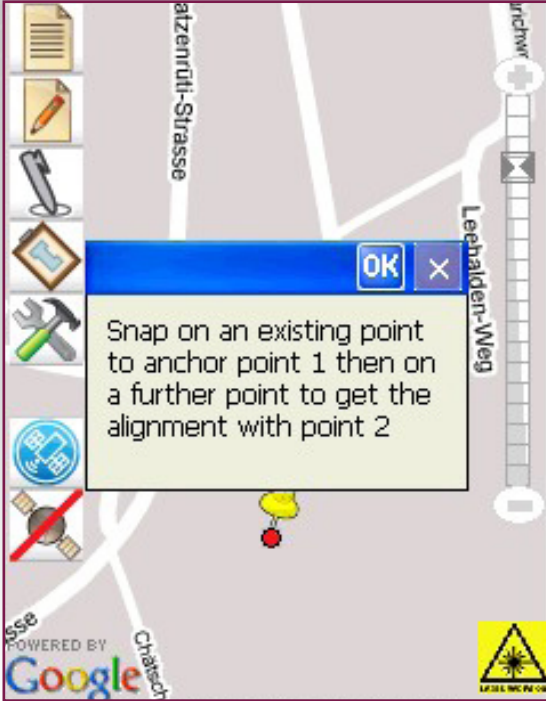 atzenrüti-Strasse
Leehalden-Weg
OK
Snap on an existing point
to anchor point 1 then on
a further point to get the
alignment with point 2
sse
POWERED BY
Google
Chätsch